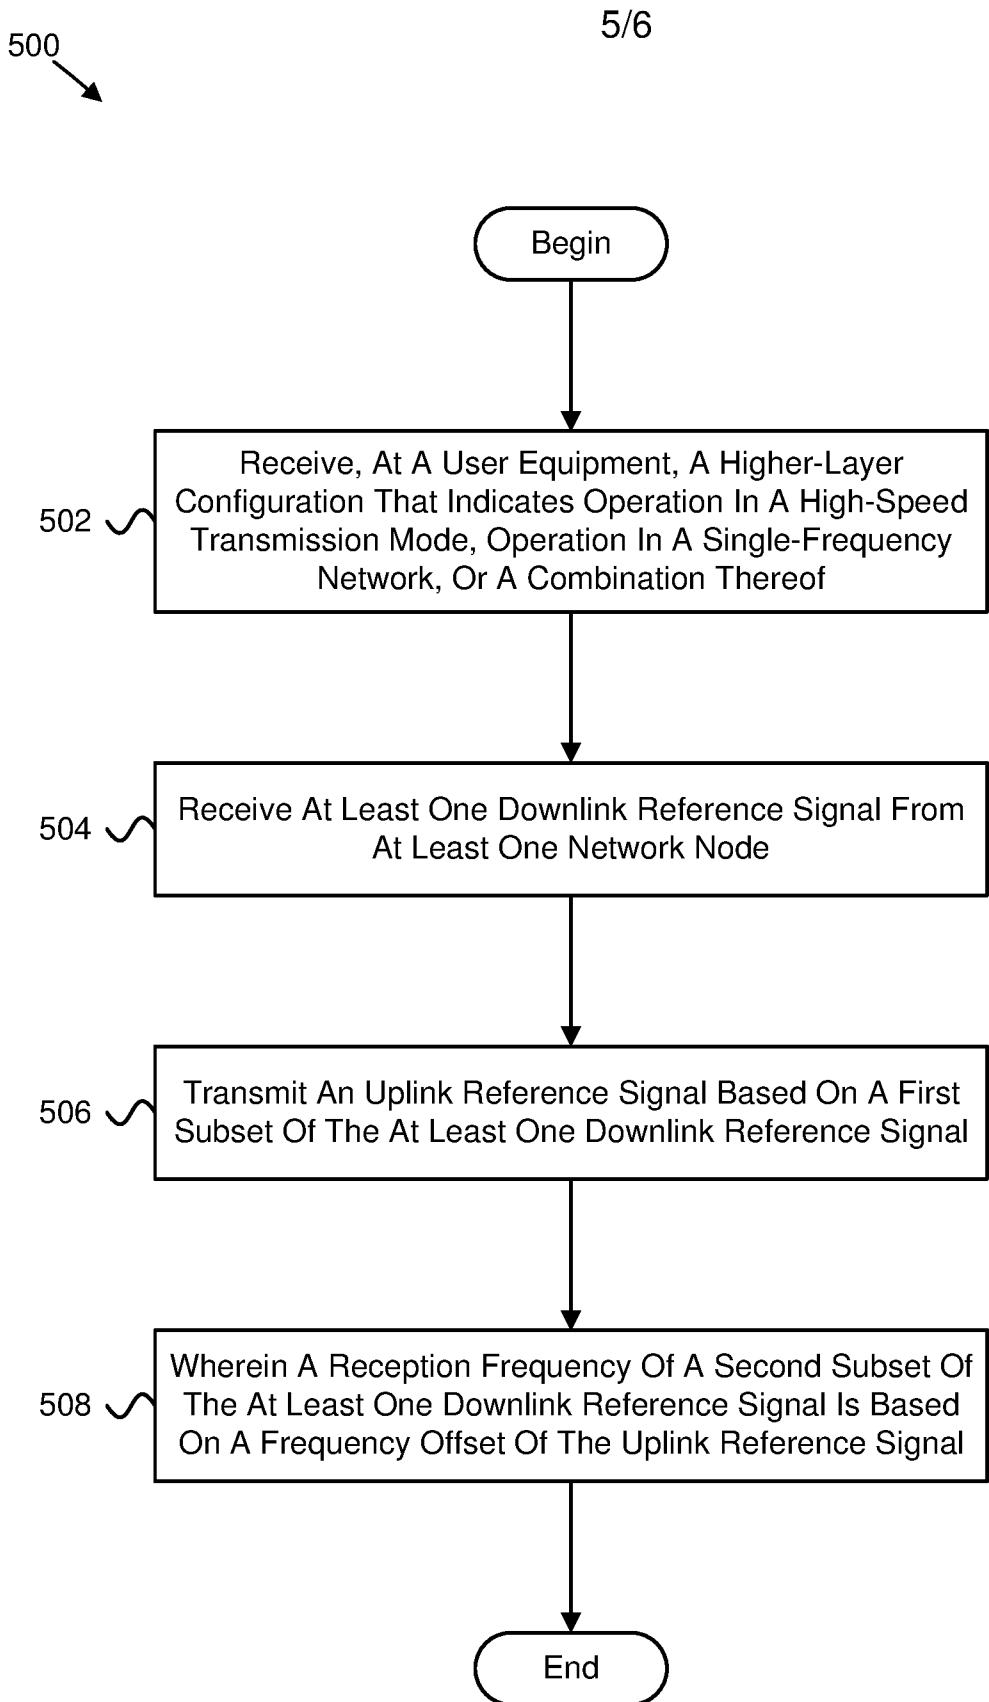 5/6
500
Begin
502
Receive, At A User Equipment, A Higher-Layer
Configuration That Indicates Operation In A High-Speed
Transmission Mode, Operation In A Single-Frequency
Network, Or A Combination Thereof
504
Receive At Least One Downlink Reference Signal From
At Least One Network Node
506
Transmit An Uplink Reference Signal Based On A First
Subset Of The At Least One Downlink Reference Signal
508
Wherein A Reception Frequency Of A Second Subset Of
The At Least One Downlink Reference Signal Is Based
On A Frequency Offset Of The Uplink Reference Signal
End